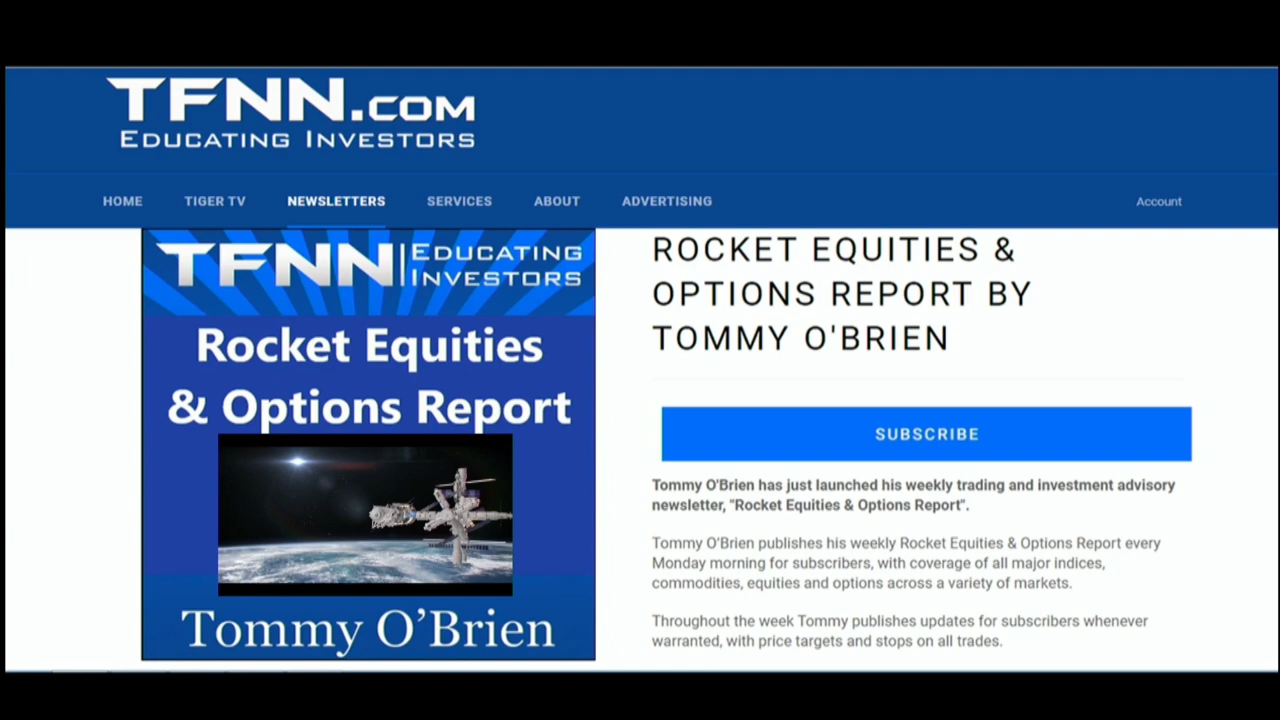 TFNN.COM
EDUCATING INVESTORS
HOME TIGER TV NEWSLETTERS SERVICES ABOUT ADVERTISING Account
TFNN EDUCATING
INVESTORS
Rocket Equities
& Options Report
Tommy O’Brien
ROCKET EQUITIES &
OPTIONS REPORT BY
TOMMY O'BRIEN
SUBSCRIBE
Tommy O'Brien has just launched his weekly trading and investment advisory
newsletter, "Rocket Equities & Options Report".
Tommy O'Brien publishes his weekly Rocket Equities & Options Report every
Monday morning for subscribers, with coverage of all major indices,
commodities, equities and options across a variety of markets.
Throughout the week Tommy publishes updates for subscribers whenever
warranted, with price targets and stops on all trades.